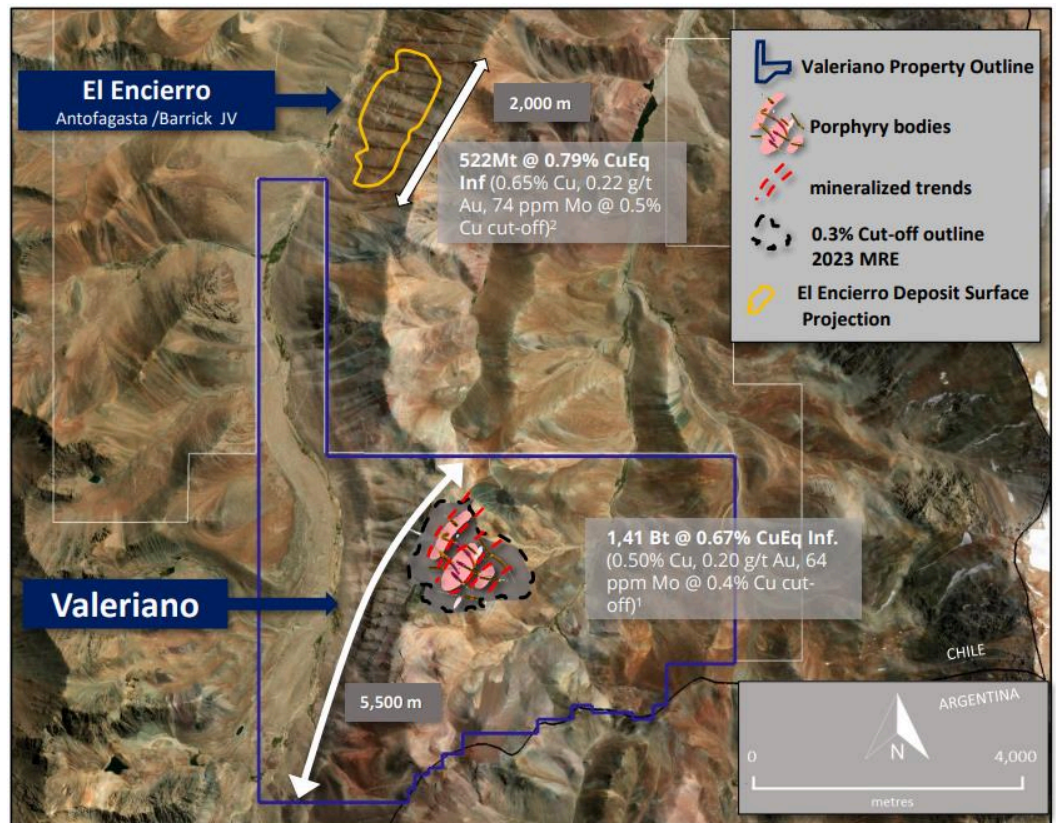 El Encierro
Antofagasta /Barrick JV
2,000 m
522Mt @ 0.79% CuEq
Inf (0.65% Cu, 0.22 g/t
Au, 74 ppm Mo @ 0.5%
Cu cut-off)²
Valeriano Property Outline
Porphyry bodies
mineralized trends
0.3% Cut-off outline
2023 MRE
El Encierro Deposit Surface
Projection
1,41 Bt @ 0.67% CuEq Inf.
(0.50% Cu, 0.20 g/t Au, 64
ppm Mo @ 0.4% Cu cut-
off)¹
Valeriano
5,500 m
CHILE
ARGENTINA
N
0
4,000
metres